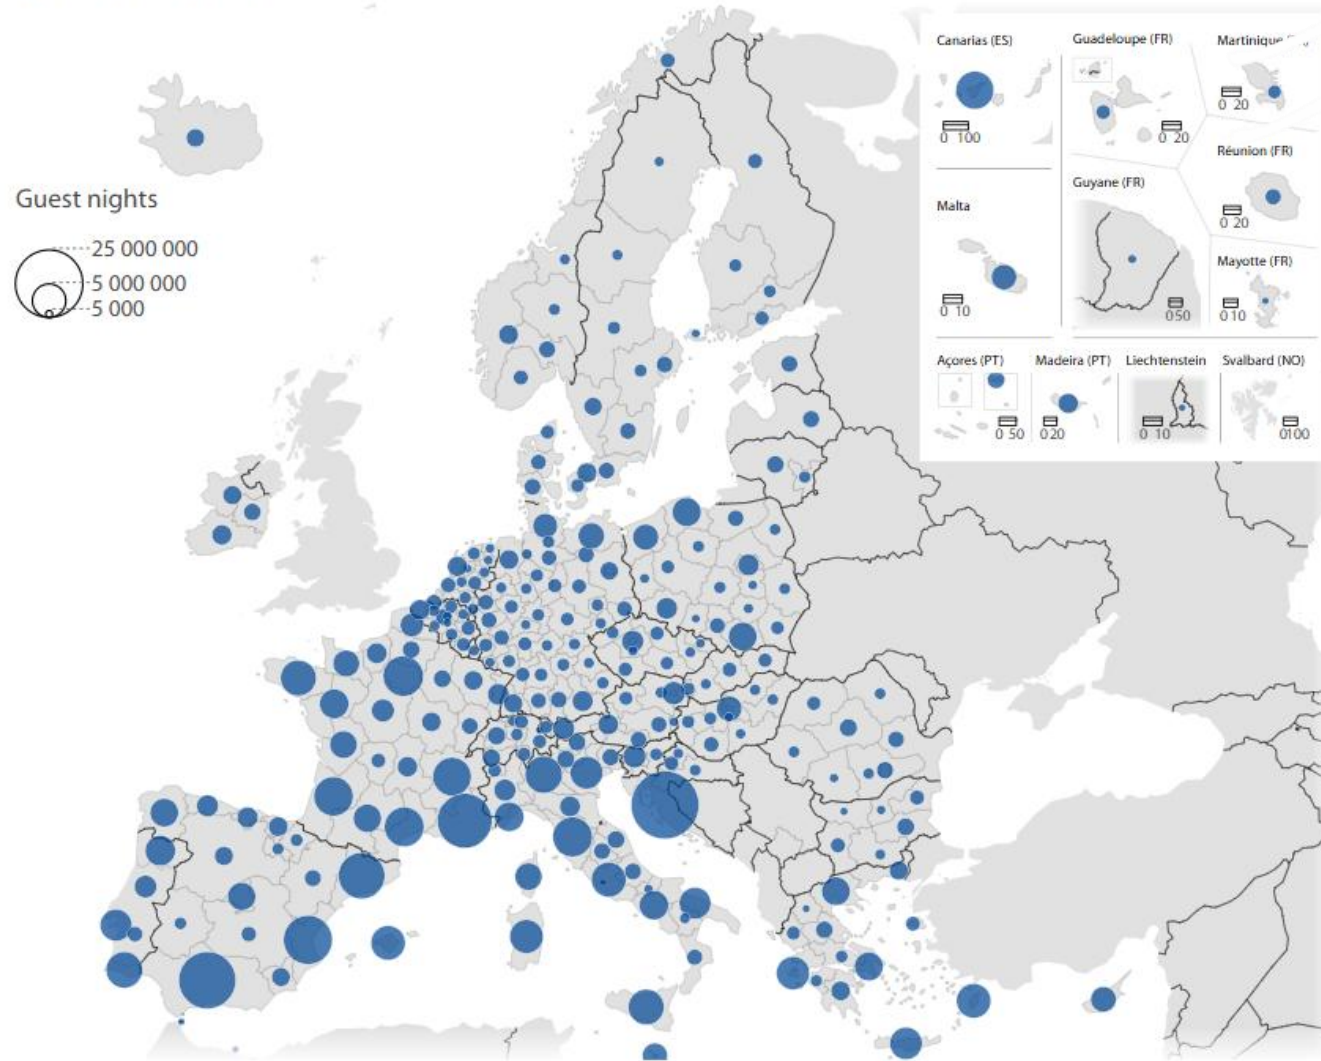 Guest nights
25 000 000
5 000 000
5 000
Canarias (ES)
0 100
Guadeloupe (FR)
0 20
Martinique
0 20
Réunion (FR)
0 20
Guyane (FR)
0 50
Malta
0 10
Mayotte (FR)
0 10
Açores (PT)
0 50
Madeira (PT)
0 20
Liechtenstein
0 10
Svalbard (NO)
0 100